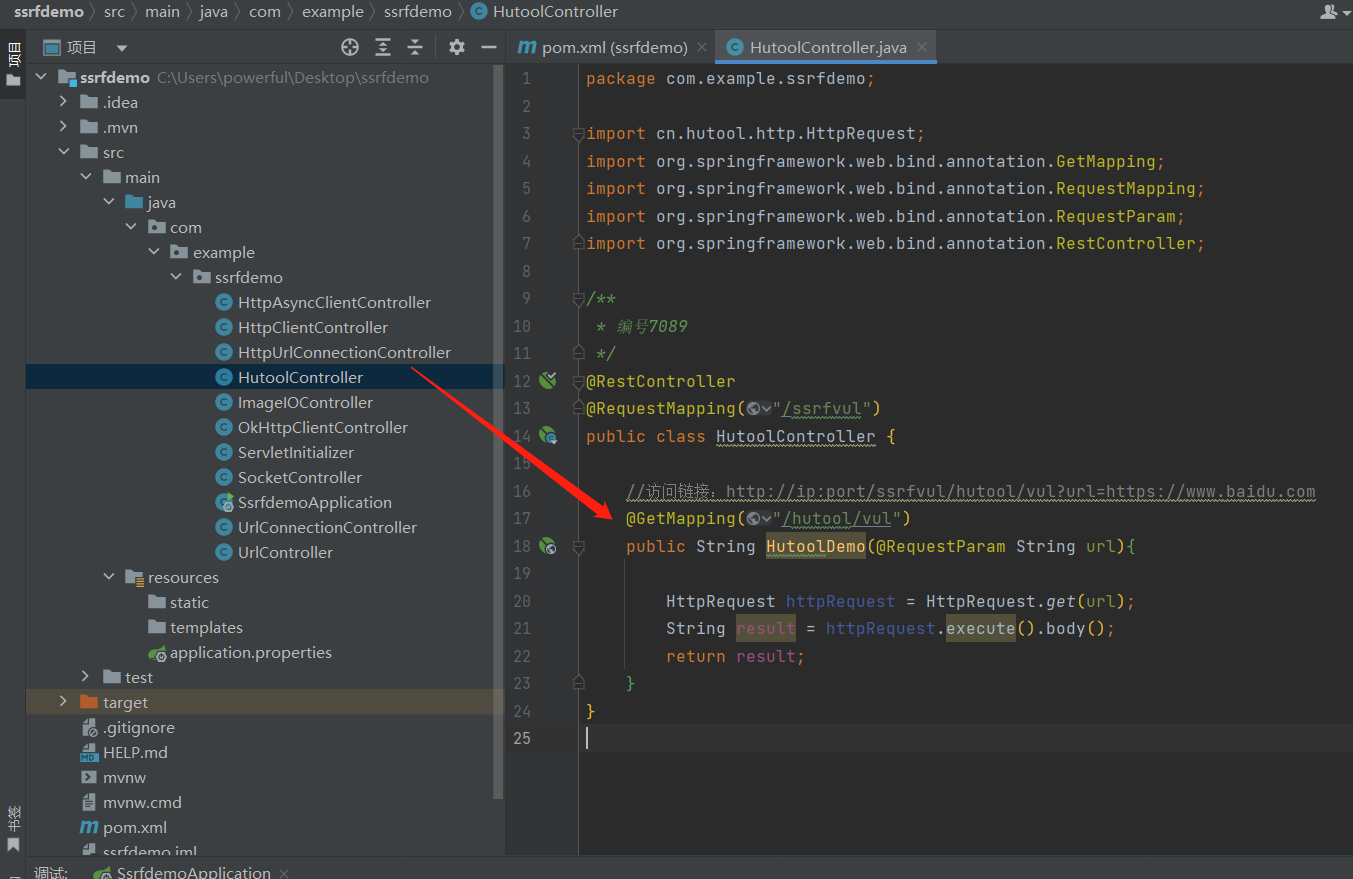 ssrfdemo src main java com example ssrfdemo HutoolController
项目
项目
pom.xml (ssrfdemo)
HutoolController.java
ssrfdemo C:\Users\powerful\Desktop\ssrfdemo
.idea
.mvn
src
main
java
com
example
ssrfdemo
HttpAsyncClientController
HttpClientController
HttpUrlConnectionController
HutoolController
ImageIOController
OkHttpClientController
ServletInitializer
SocketController
SsrfdemoApplication
UrlConnectionController
UrlController
resources
static
templates
application.properties
test
target
.gitignore
HELP.md
mvnw
mvnw.cmd
pom.xml
ssrfdemo.iml
书签
1 package com.example.ssrfdemo;
2
3 import cn.hutool.http.HttpRequest;
4 import org.springframework.web.bind.annotation.GetMapping;
5 import org.springframework.web.bind.annotation.RequestMapping;
6 import org.springframework.web.bind.annotation.RequestParam;
7 import org.springframework.web.bind.annotation.RestController;
8
9 /**
10 * 编号7089
11 */
12 @RestController
13 @RequestMapping("/ssrfvul")
14 public class HutoolController {
15
16 //访问链接：http://ip:port/ssrfvul/hutool/vul?url=https://www.baidu.com
17 @GetMapping("/hutool/vul")
18 public String HutoolDemo(@RequestParam String url){
19
20 HttpRequest httpRequest = HttpRequest.get(url);
21 String result = httpRequest.execute().body();
22 return result;
23 }
24 }
25
调试: SsrfdemoApplication